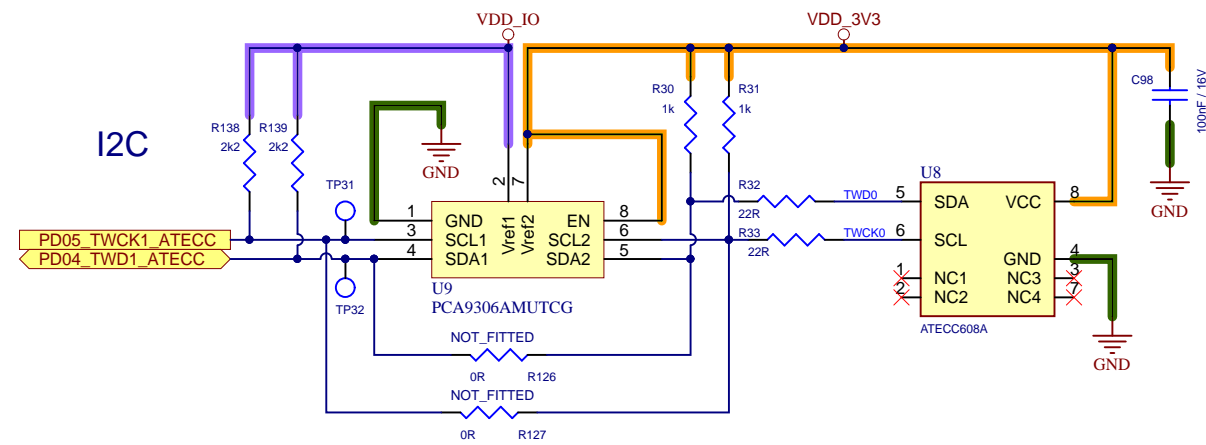 VDD_IO
VDD_3V3
I2C
R138
2k2
R139
2k2
GND
R30
1k
R31
1k
C98
100nF / 16V
GND
TP31
TP32
PD05_TWCK1_ATECC
PD04_TWD1_ATECC
2
7
1
3
4
GND
SCL1
SDA1
Vref1
Vref2
EN
SCL2
SDA2
8
6
5
U9
PCA9306AMUTCG
R32
22R
TWD0
R33
22R
TWCK0
U8
5
6
1
2
SDA
SCL
NC1
NC2
VCC
GND
NC3
NC4
8
4
3
7
ATECC608A
GND
NOT_FITTED
0R
R126
NOT_FITTED
0R
R127